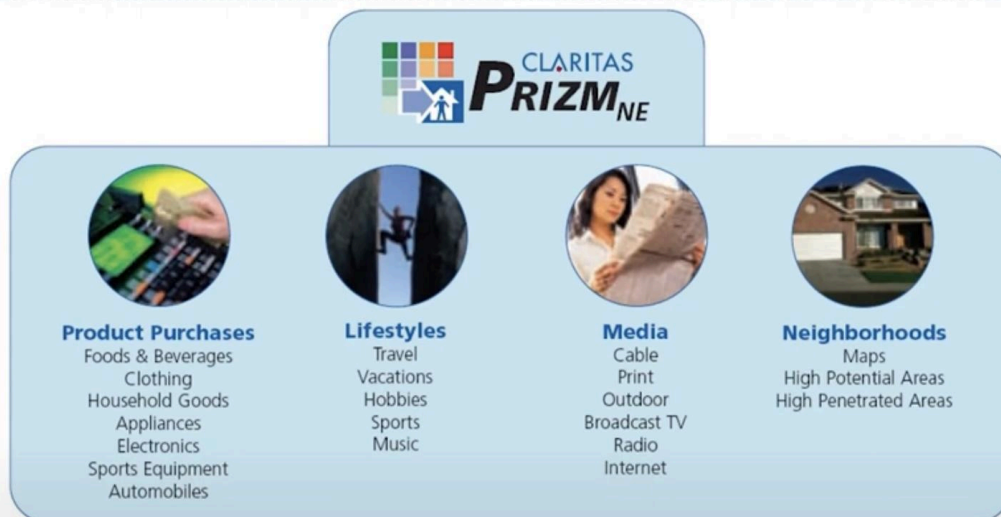 CLARITAS
PRIZM NE
Product Purchases
Foods & Beverages
Clothing
Household Goods
Appliances
Electronics
Sports Equipment
Automobiles
Lifestyles
Travel
Vacations
Hobbies
Sports
Music
Media
Cable
Print
Outdoor
Broadcast TV
Radio
Internet
Neighborhoods
Maps
High Potential Areas
High Penetrated Areas